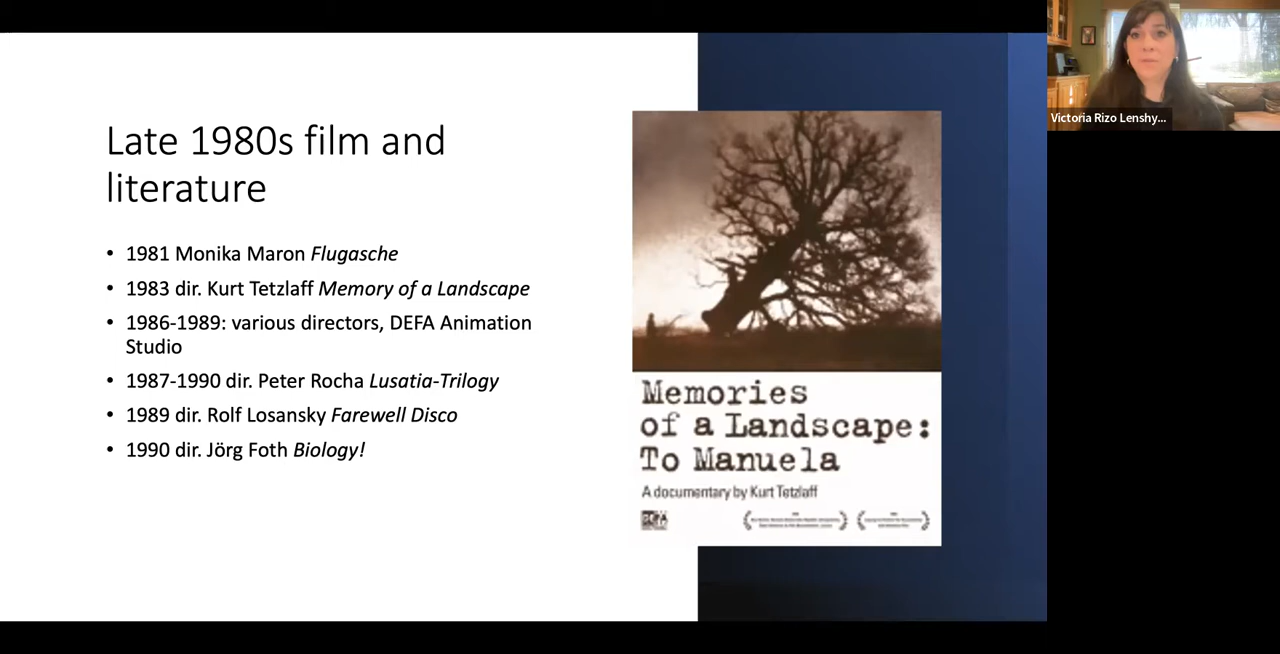 Late 1980s film and
literature
• 1981 Monika Maron Flugasche
• 1983 dir. Kurt Tetzlaff Memory of a Landscape
• 1986-1989: various directors, DEFA Animation
Studio
• 1987-1990 dir. Peter Rocha Lusatia-Trilogy
• 1989 dir. Rolf Losansky Farewell Disco
• 1990 dir. Jörg Foth Biology!
Memories
of a Landscape:
To Manuela
A documentary by Kurt Tetzlaff
DEFA
Victoria Rizo Lenshy...